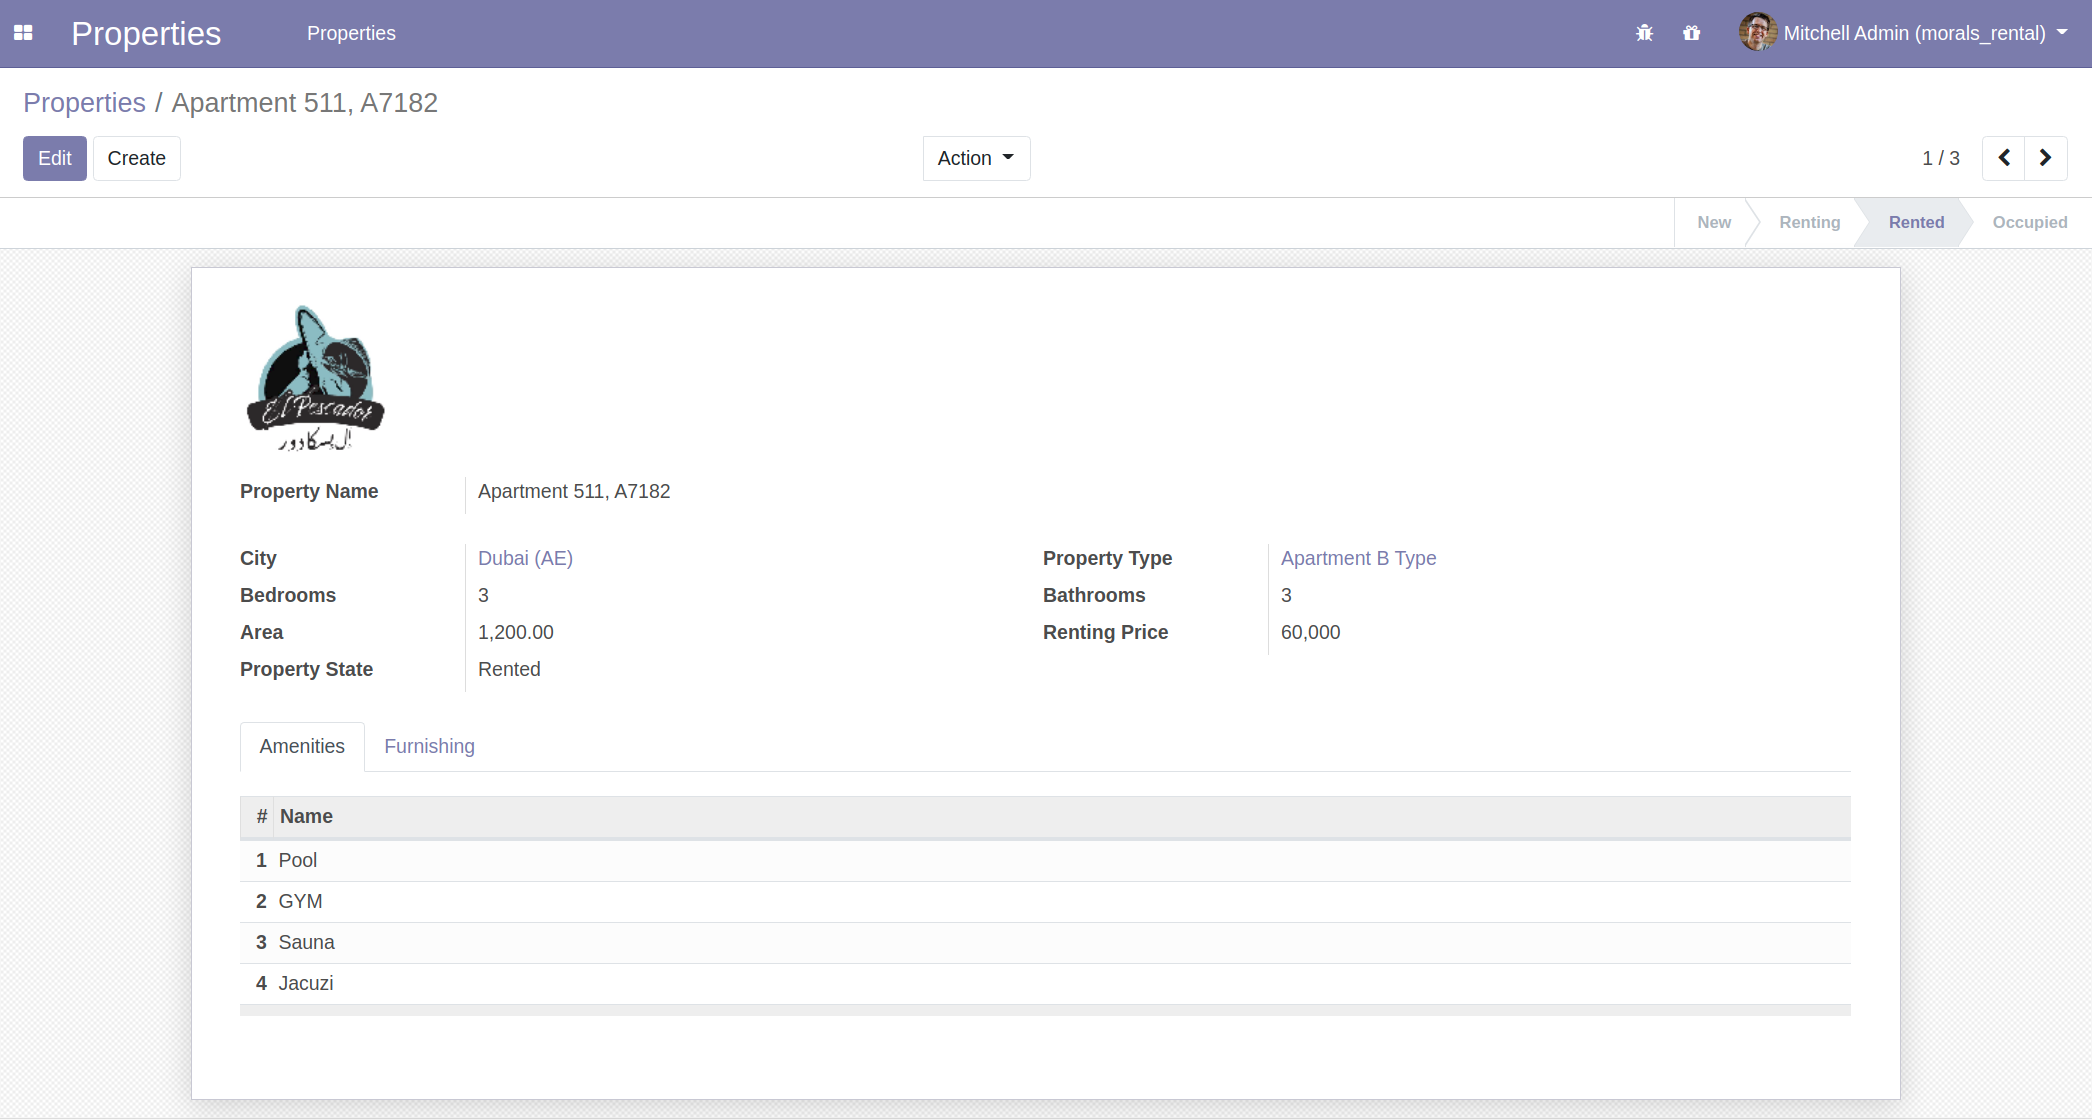 Properties
Properties
Mitchell Admin (morals_rental)
Properties / Apartment 511, A7182
Edit
Create
Action
1 / 3
New
Renting
Rented
Occupied
El Pescador
إل پسكادور
Property Name
Apartment 511, A7182
City
Dubai (AE)
Property Type
Apartment B Type
Bedrooms
3
Bathrooms
3
Area
1,200.00
Renting Price
60,000
Property State
Rented
Amenities
Furnishing
# Name
1 Pool
2 GYM
3 Sauna
4 Jacuzi